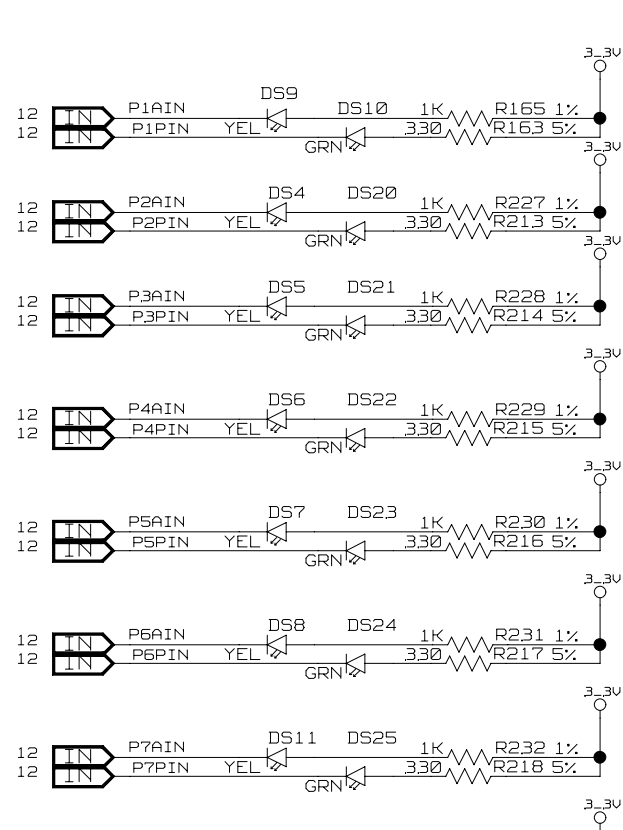 3_3V
DS9 DS10
12 IN P1AIN 1K R165 1%
12 IN P1PIN YEL GRN 330 R163 5%
3_3V
DS4 DS20
12 IN P2AIN 1K R227 1%
12 IN P2PIN YEL GRN 330 R213 5%
3_3V
DS5 DS21
12 IN P3AIN 1K R228 1%
12 IN P3PIN YEL GRN 330 R214 5%
3_3V
DS6 DS22
12 IN P4AIN 1K R229 1%
12 IN P4PIN YEL GRN 330 R215 5%
3_3V
DS7 DS23
12 IN P5AIN 1K R230 1%
12 IN P5PIN YEL GRN 330 R216 5%
3_3V
DS8 DS24
12 IN P6AIN 1K R231 1%
12 IN P6PIN YEL GRN 330 R217 5%
3_3V
DS11 DS25
12 IN P7AIN 1K R232 1%
12 IN P7PIN YEL GRN 330 R218 5%
3_3V